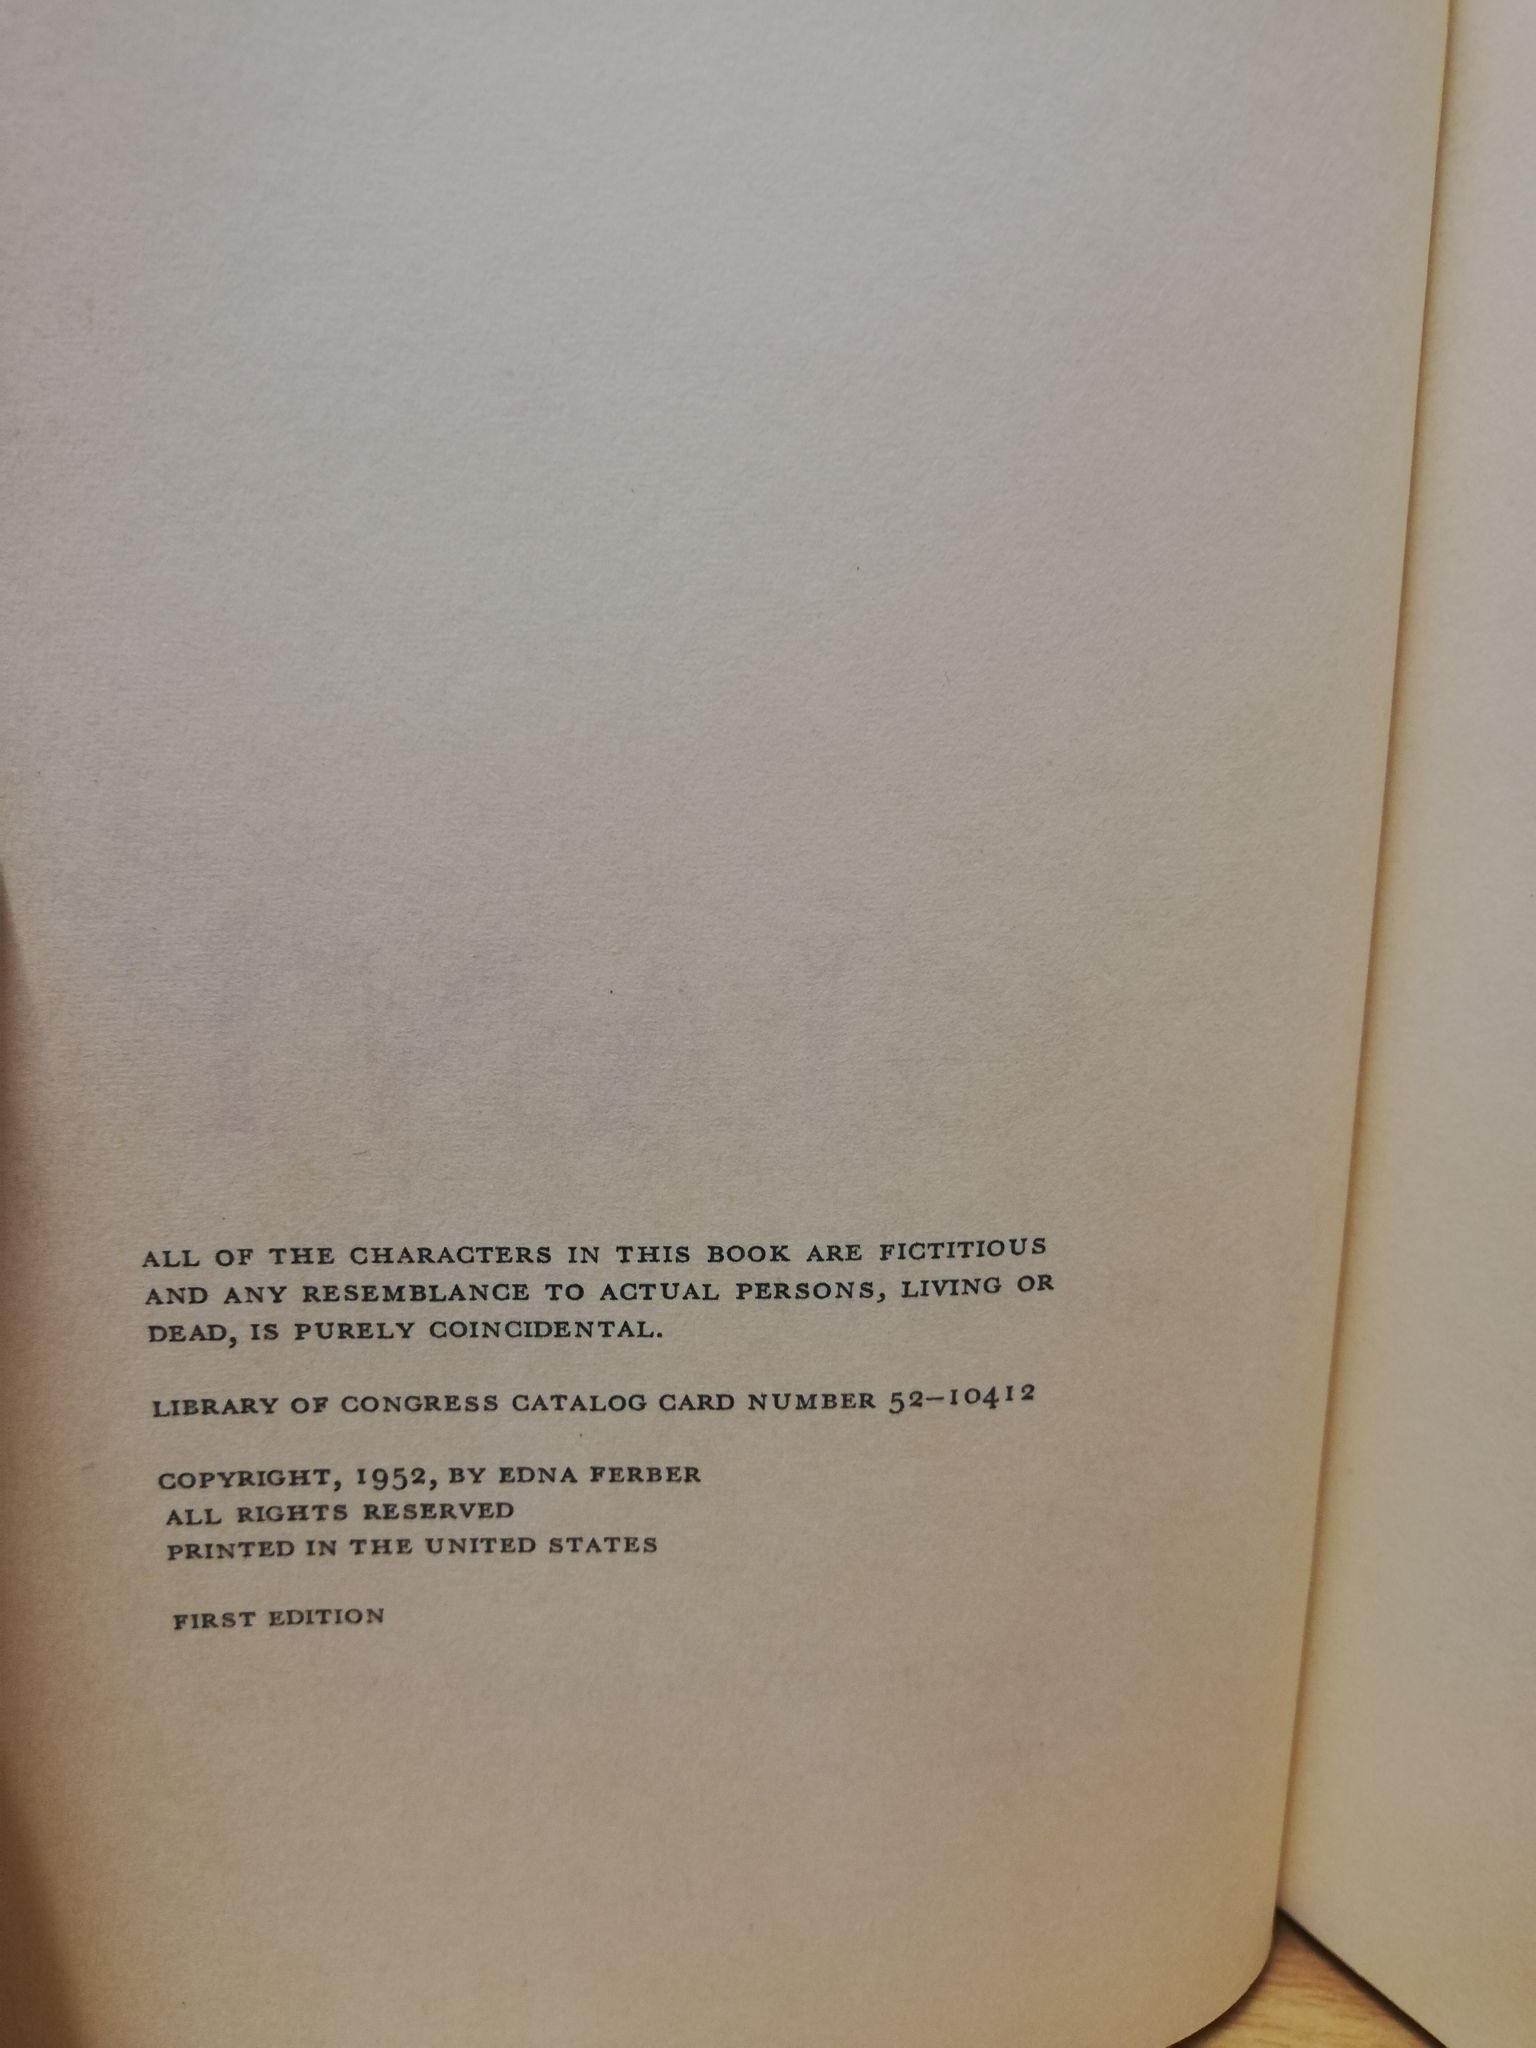 ALL OF THE CHARACTERS IN THIS BOOK ARE FICTITIOUS
AND ANY RESEMBLANCE TO ACTUAL PERSONS, LIVING OR
DEAD, IS PURELY COINCIDENTAL.
LIBRARY OF CONGRESS CATALOG CARD NUMBER 52–10412
COPYRIGHT, 1952, BY EDNA FERBER
ALL RIGHTS RESERVED
PRINTED IN THE UNITED STATES
FIRST EDITION